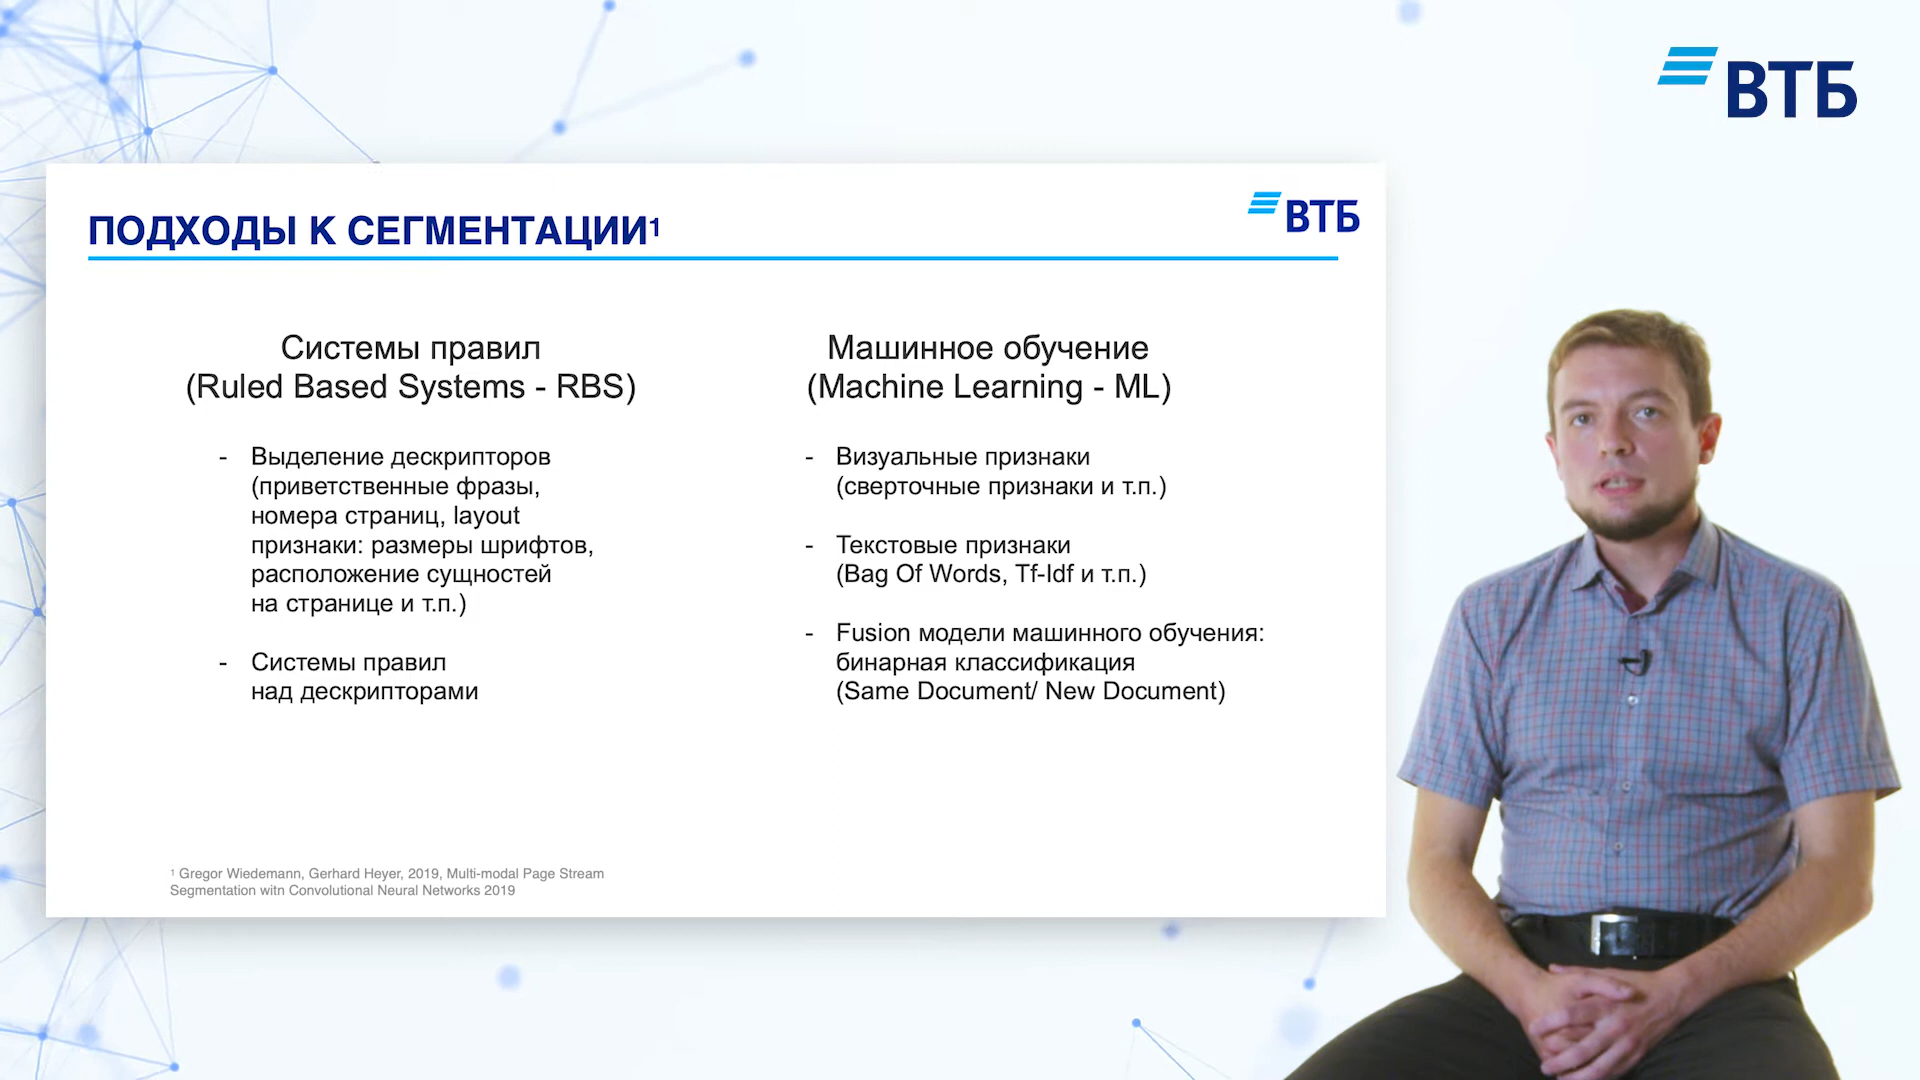 ВТБ
ВТБ
ПОДХОДЫ К СЕГМЕНТАЦИИ¹
Системы правил
(Ruled Based Systems - RBS)
- Выделение дескрипторов
(приветственные фразы,
номера страниц, layout
признаки: размеры шрифтов,
расположение сущностей
на странице и т.п.)
- Системы правил
над дескрипторами
Машинное обучение
(Machine Learning - ML)
- Визуальные признаки
(сверточные признаки и т.п.)
- Текстовые признаки
(Bag Of Words, Tf-Idf и т.п.)
- Fusion модели машинного обучения:
бинарная классификация
(Same Document/ New Document)
¹ Gregor Wiedemann, Gerhard Heyer, 2019, Multi-modal Page Stream
Segmentation witn Convolutional Neural Networks 2019